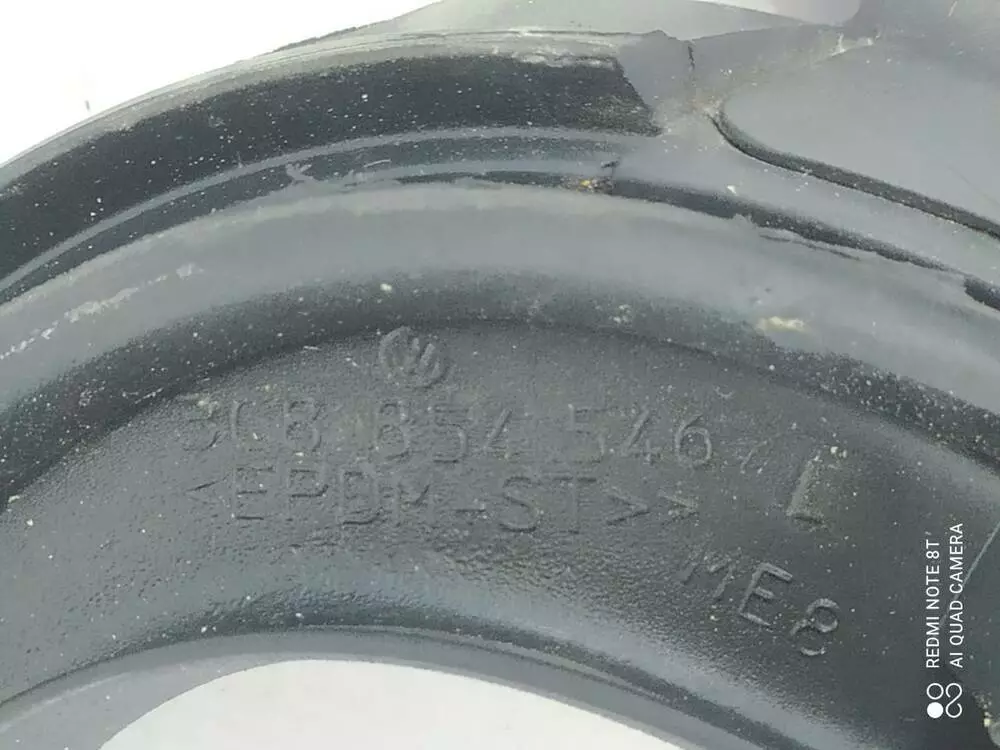 3C8 854 546
<EPDM-ST>>
ME8
REDMI NOTE 8T
AI QUAD CAMERA